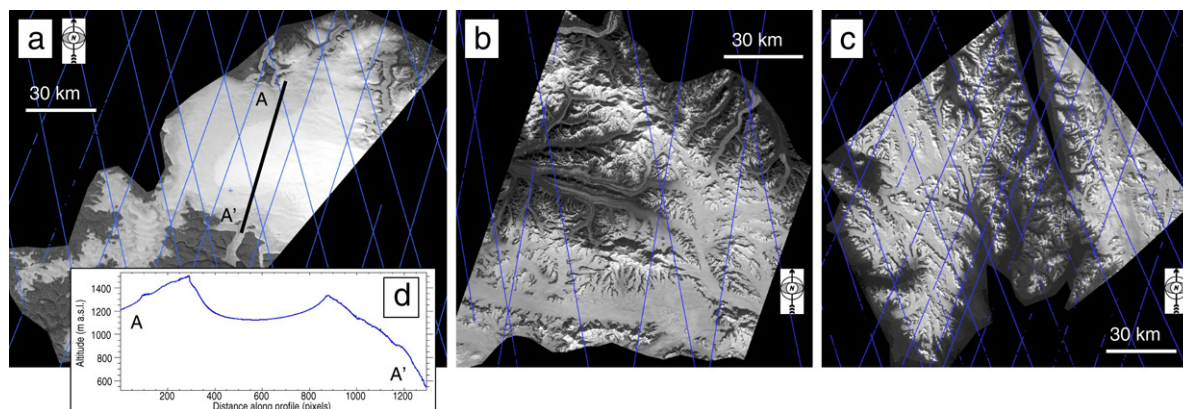 a
N
30 km
A
A'
b
30 km
N
c
N
30 km
d
Altitude (m a.s.l.)
1400
1200
1000
800
600
A
A'
0 200 400 600 800 1000 1200
Distance along profile (pixels)